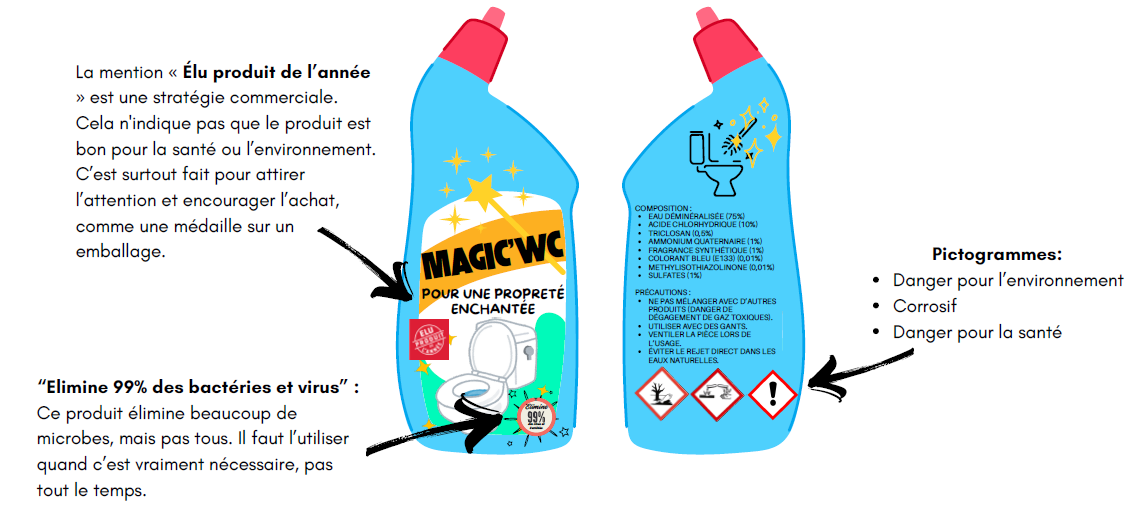 La mention « Élu produit de l’année
» est une stratégie commerciale.
Cela n'indique pas que le produit est
bon pour la santé ou l’environnement.
C’est surtout fait pour attirer
l’attention et encourager l’achat,
comme une médaille sur un
emballage.
“Elimine 99% des bactéries et virus” :
Ce produit élimine beaucoup de
microbes, mais pas tous. Il faut l’utiliser
quand c’est vraiment nécessaire, pas
tout le temps.
MAGIC’WC
POUR UNE PROPRETÉ
ENCHANTÉE
ELU
PRODUIT
Elimine
99%
COMPOSITION :
• EAU DÉMINÉRALISÉE (75%)
• ACIDE CHLORHYDRIQUE (10%)
• TRICLOSAN (0,5%)
• AMMONIUM QUATERNAIRE (1%)
• FRAGRANCE SYNTHÉTIQUE (1%)
• COLORANT BLEU (E133) (0,01%)
• METHYLISOTHIAZOLINONE (0,01%)
• SULFATES (1%)
PRÉCAUTIONS :
• NE PAS MÉLANGER AVEC D’AUTRES
PRODUITS (DANGER DE
DÉGAGEMENT DE GAZ TOXIQUES).
• UTILISER AVEC DES GANTS.
• VENTILER LA PIÈCE LORS DE
L’USAGE.
• ÉVITER LE REJET DIRECT DANS LES
EAUX NATURELLES.
Pictogrammes:
• Danger pour l’environnement
• Corrosif
• Danger pour la santé